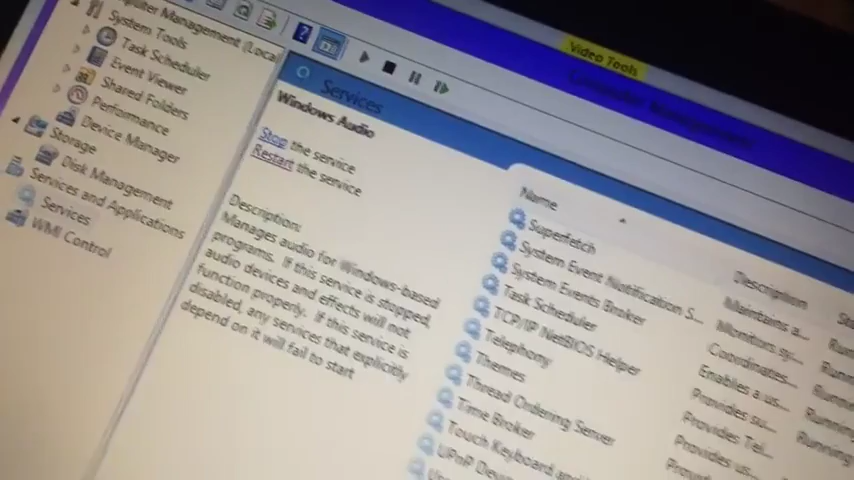 Video Tools
Computer Management
Computer Management (Local
System Tools
Task Scheduler
Event Viewer
Shared Folders
Performance
Device Manager
Storage
Disk Management
Services and Applications
Services
WMI Control
Services
Windows Audio
Stop the service
Restart the service
Description:
Manages audio for Windows-based
programs. If this service is stopped,
audio devices and effects will not
function properly. If this service is
disabled, any services that explicitly
depend on it will fail to start
Name
Description
Superfetch
Maintains a...
System Event Notification S...
Monitors sy...
System Events Broker
Coordinates...
Task Scheduler
Enables a us...
TCP/IP NetBIOS Helper
Provides su...
Telephony
Provides Tel...
Themes
Provides us...
Thread Ordering Server
Time Broker
Touch Keyboard an
UPnP Devi
Running